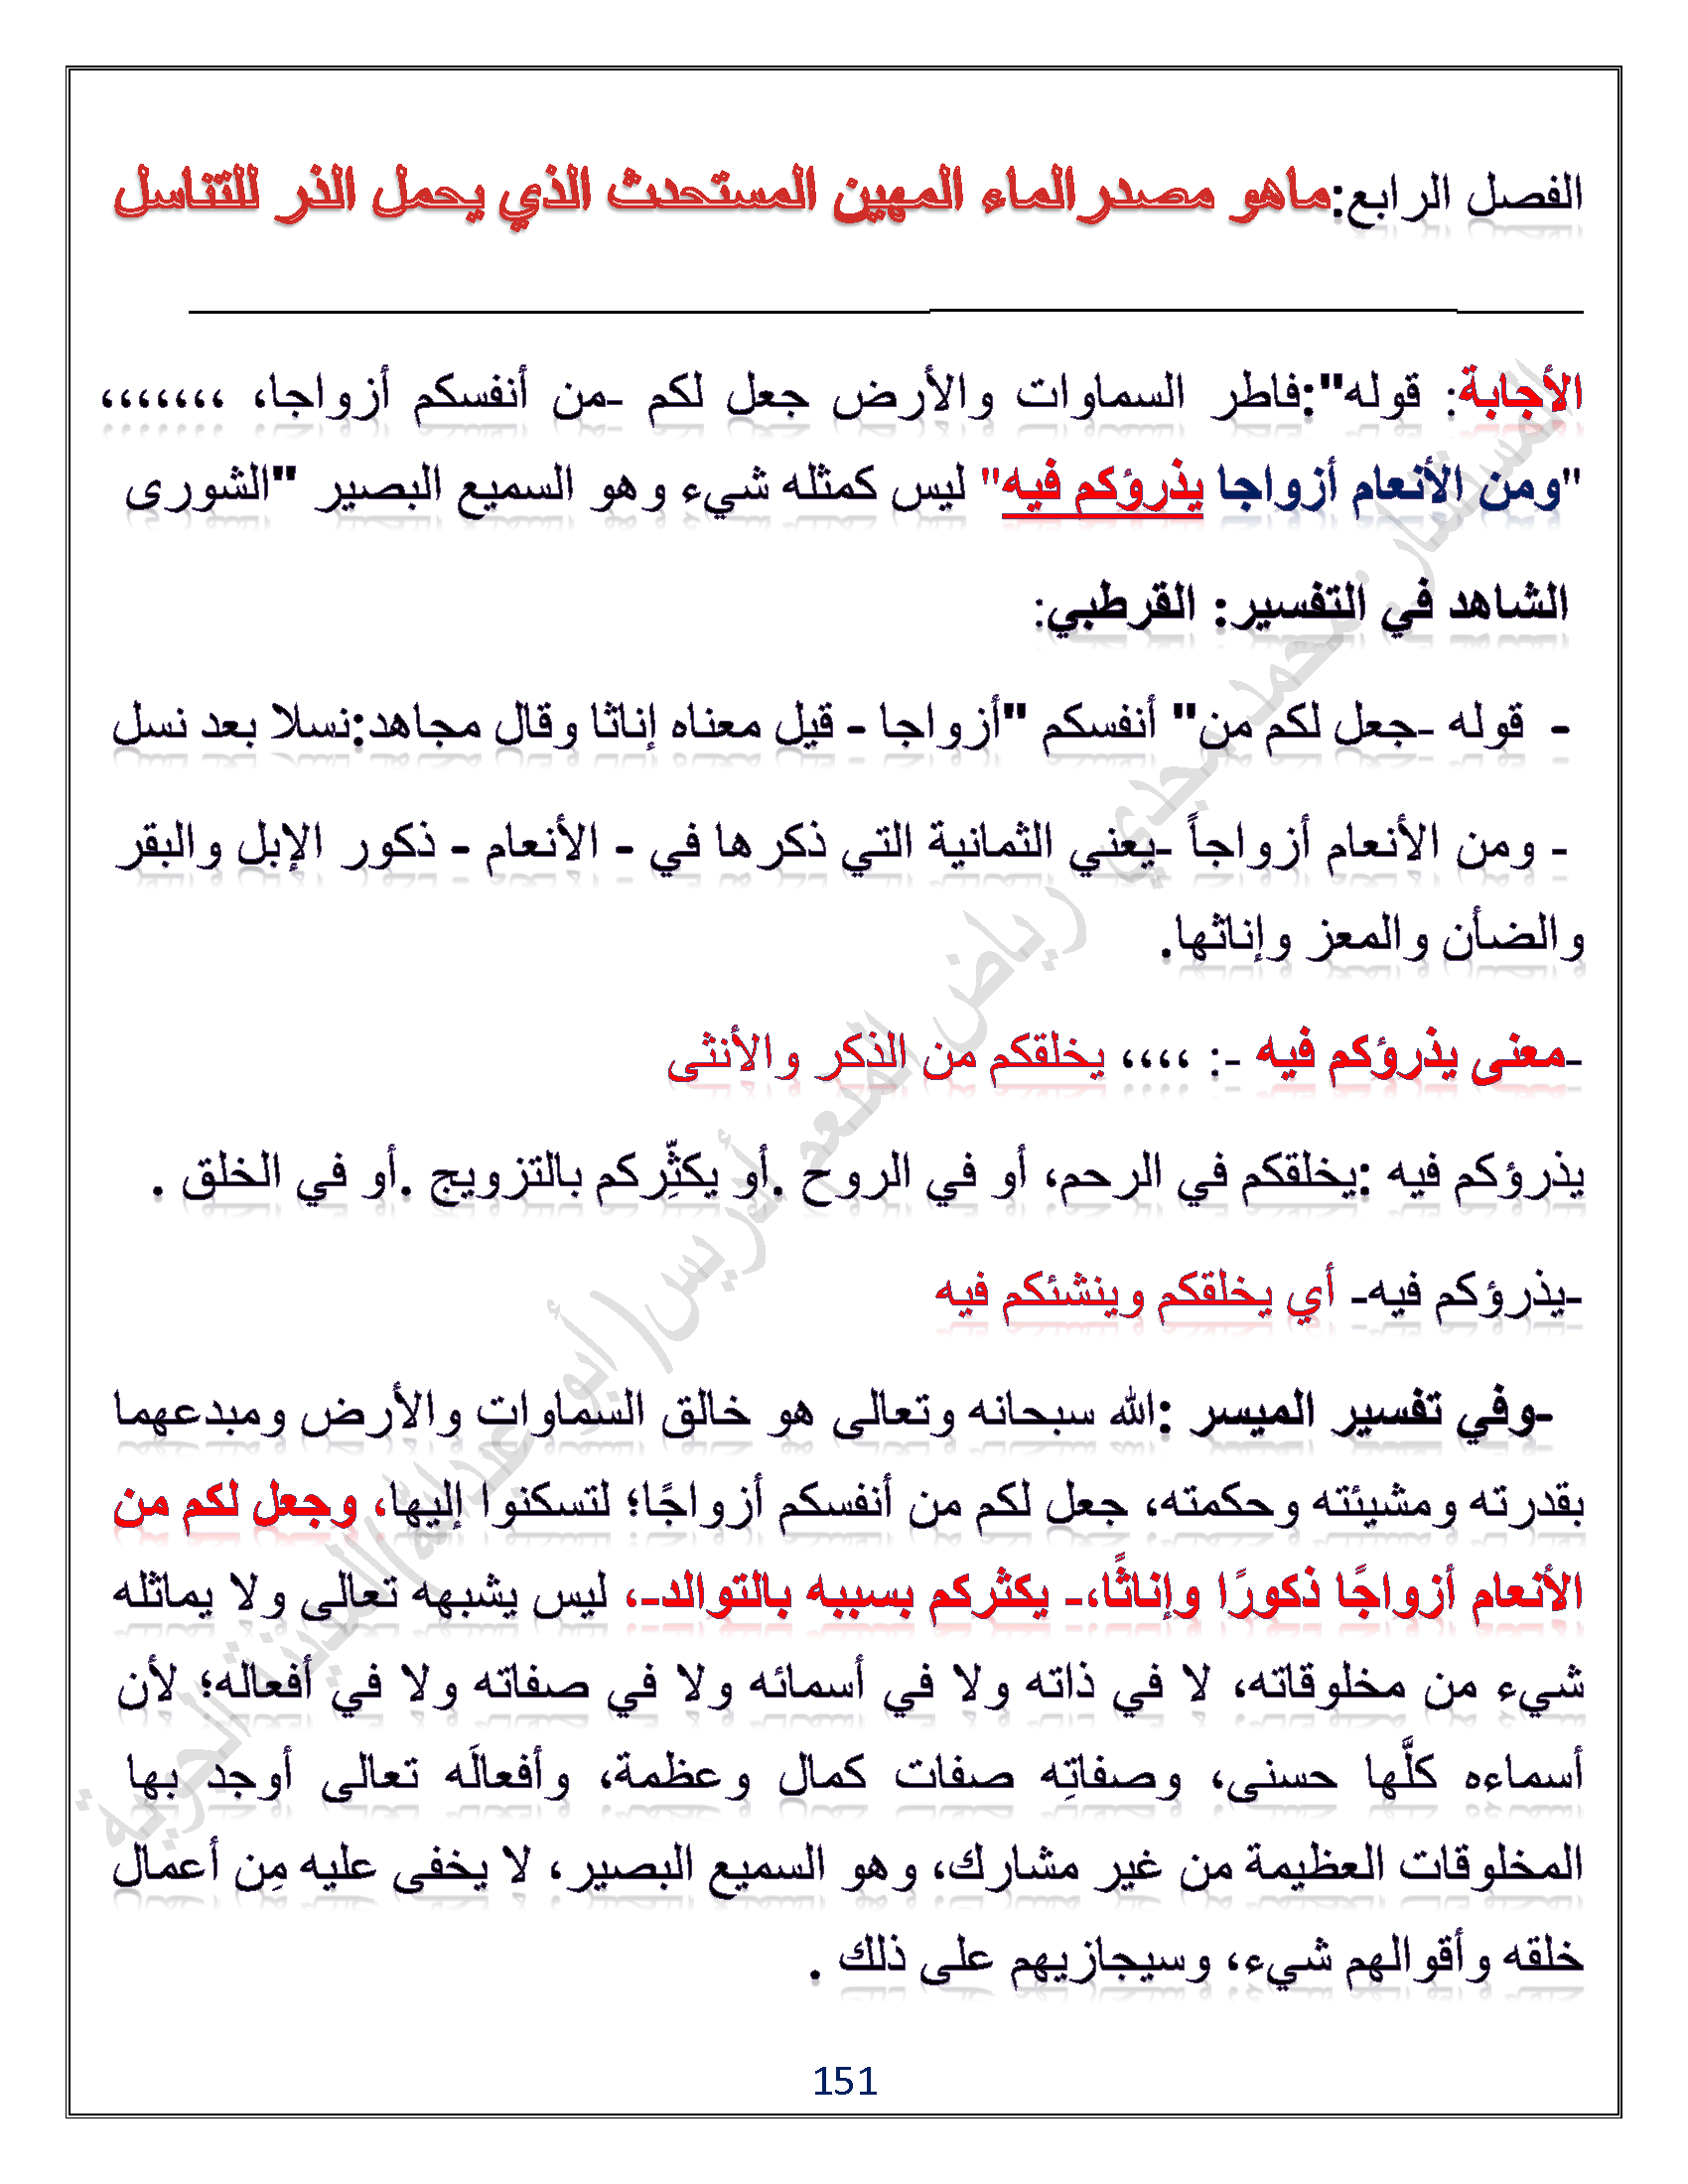 الفصل الرابع:ماهو مصدرالماء المهين المستحدث الذي يحمل الذر للتناسل
الأجابة: قوله":فاطر السماوات والأرض جعل لكم -من أنفسكم أزواجا، ،،،،،،،
"ومن الأنعام أزواجا يذرؤكم فيه" ليس كمثله شيء وهو السميع البصير "الشورى
الشاهد في التفسير: القرطبي:
- قوله -جعل لكم من" أنفسكم "أزواجا - قيل معناه إناثا وقال مجاهد:نسلا بعد نسل
- ومن الأنعام أزواجاً -يعني الثمانية التي ذكرها في - الأنعام - ذكور الإبل والبقر
والضأن والمعز وإناثها.
-معنى يذرؤكم فيه -: ،،،، يخلقكم من الذكر والأنثى
يذرؤكم فيه :يخلقكم في الرحم، أو في الروح .أو يكثِّركم بالتزويج .أو في الخلق .
-يذرؤكم فيه- أي يخلقكم وينشئكم فيه
-وفي تفسير الميسر :الله سبحانه وتعالى هو خالق السماوات والأرض ومبدعهما
بقدرته ومشيئته وحكمته، جعل لكم من أنفسكم أزواجًا؛ لتسكنوا إليها، وجعل لكم من
الأنعام أزواجًا ذكورًا وإناثًا،- يكثركم بسببه بالتوالد-، ليس يشبهه تعالى ولا يماثله
شيء من مخلوقاته، لا في ذاته ولا في أسمائه ولا في صفاته ولا في أفعاله؛ لأن
أسماءه كلَّها حسنى، وصفاتِه صفات كمال وعظمة، وأفعالَه تعالى أوجد بها
المخلوقات العظيمة من غير مشارك، وهو السميع البصير، لا يخفى عليه مِن أعمال
خلقه وأقوالهم شيء، وسيجازيهم على ذلك .
151